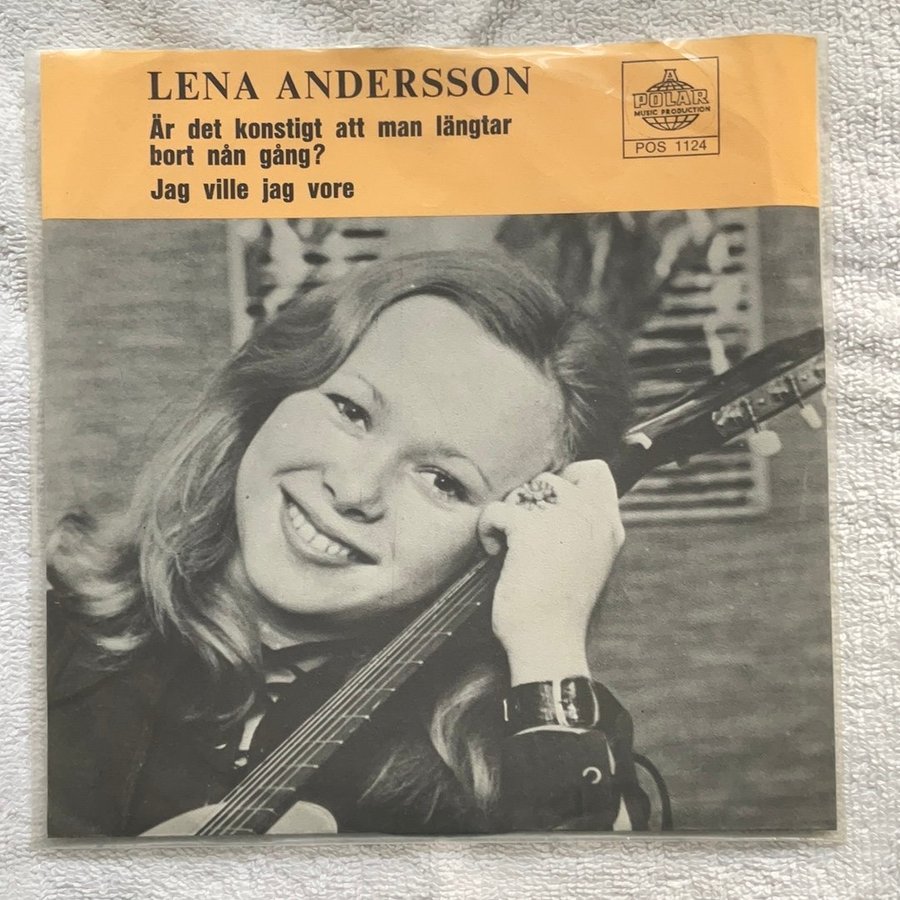 LENA ANDERSSON
Är det konstigt att man längtar
bort nån gång?
Jag ville jag vore
A
POLAR
MUSIC PRODUCTION
POS 1124